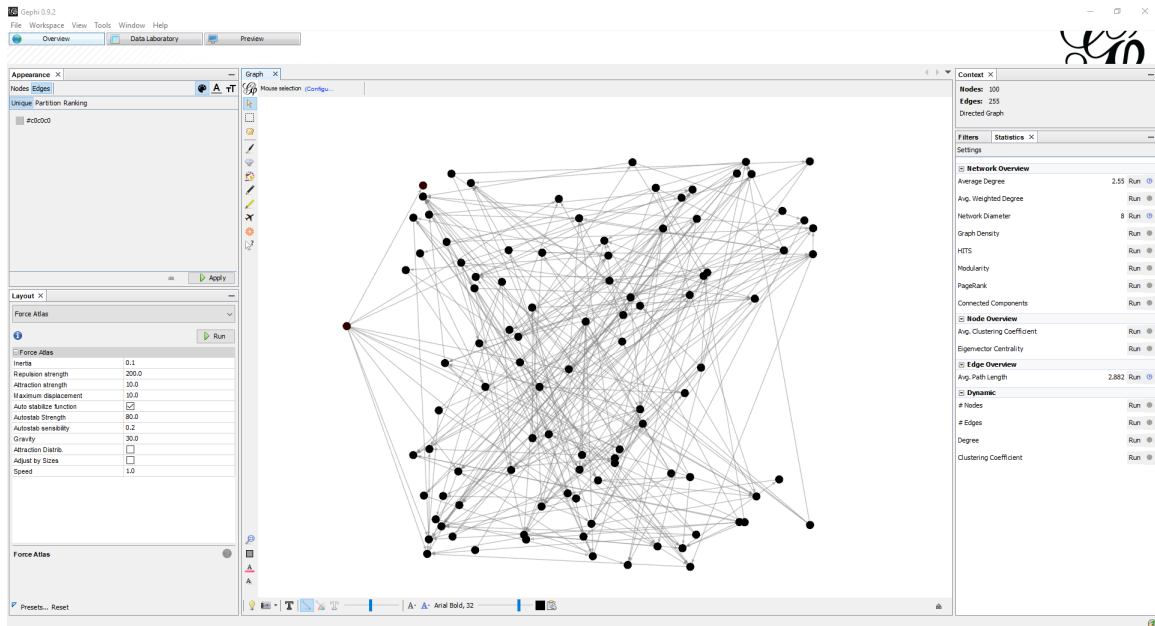 Gephi 0.9.2
File Workspace View Tools Window Help
Overview Data Laboratory Preview
Appearance
Nodes Edges
Unique Partition Ranking
#c0c0c0
Apply
Layout
Force Atlas
Run
Force Atlas
Inertia 0.1
Repulsion strength 200.0
Attraction strength 10.0
Maximum displacement 10.0
Auto stabilize function
Autostab Strength 80.0
Autostab sensibility 0.2
Gravity 30.0
Attraction Distrib.
Adjust by Sizes
Speed 1.0
Force Atlas
Presets... Reset
Graph
Mouse selection (Configu...
Arial Bold, 32
Context
Nodes: 100
Edges: 255
Directed Graph
Filters Statistics
Settings
Network Overview
Average Degree 2.55 Run
Avg. Weighted Degree Run
Network Diameter 8 Run
Graph Density Run
HITS Run
Modularity Run
PageRank Run
Connected Components Run
Node Overview
Avg. Clustering Coefficient Run
Eigenvector Centrality Run
Edge Overview
Avg. Path Length 2.882 Run
Dynamic
# Nodes Run
# Edges Run
Degree Run
Clustering Coefficient Run